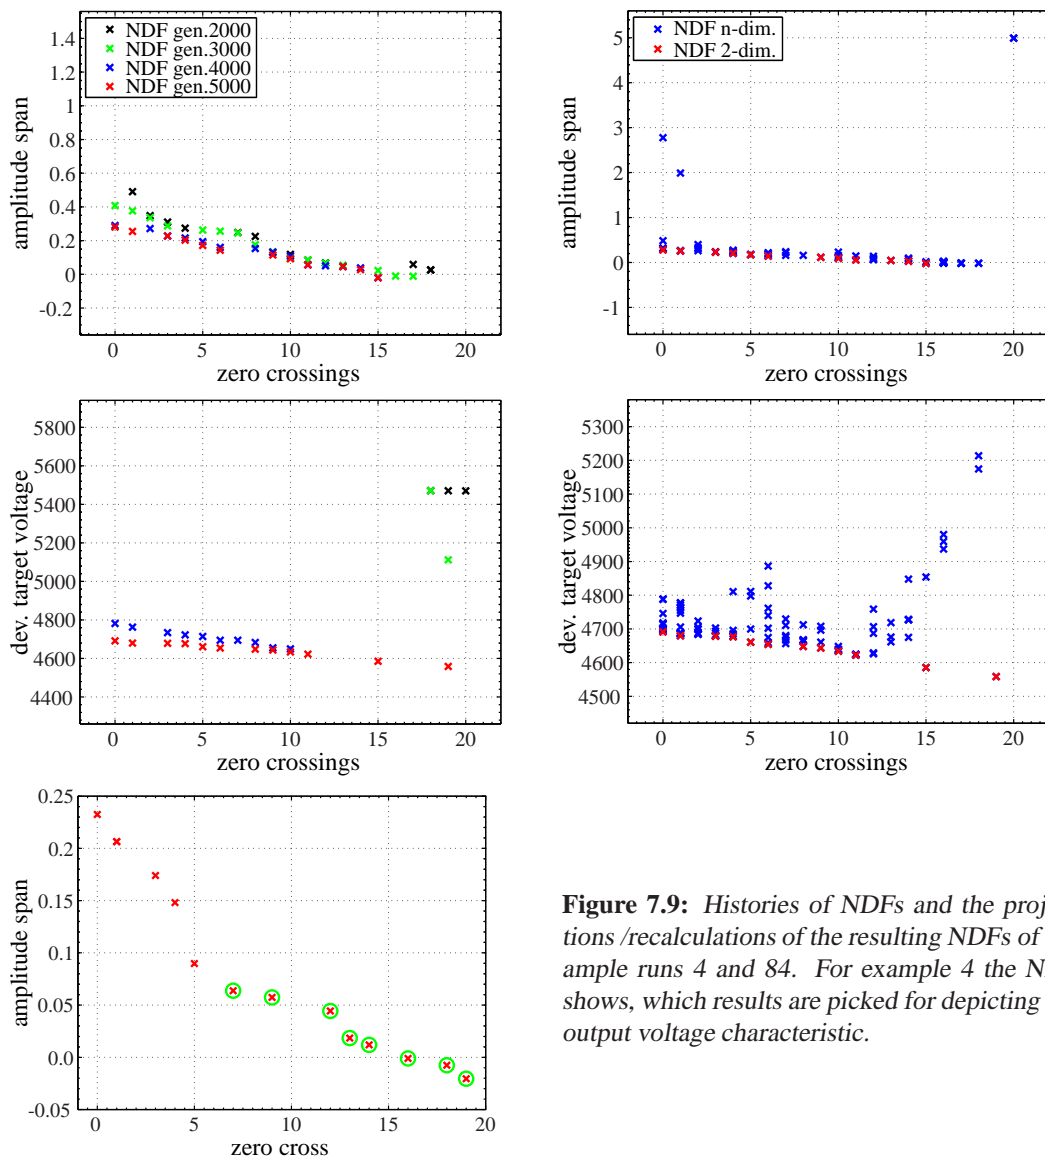 NDF gen.2000
NDF gen.3000
NDF gen.4000
NDF gen.5000
1.4
1.2
1
0.8
0.6
0.4
0.2
0
-0.2
amplitude span
0 5 10 15 20
zero crossings
NDF n-dim.
NDF 2-dim.
5
4
3
2
1
0
-1
amplitude span
0 5 10 15 20
zero crossings
5800
5600
5400
5200
5000
4800
4600
4400
dev. target voltage
0 5 10 15 20
zero crossings
5300
5200
5100
5000
4900
4800
4700
4600
4500
dev. target voltage
0 5 10 15 20
zero crossings
0.25
0.2
0.15
0.1
0.05
0.0
-0.05
amplitude span
0 5 10 15 20
zero cross
Figure 7.9: Histories of NDFs and the proj
tions /recalculations of the resulting NDFs of
ample runs 4 and 84. For example 4 the N
shows, which results are picked for depicting
output voltage characteristic.